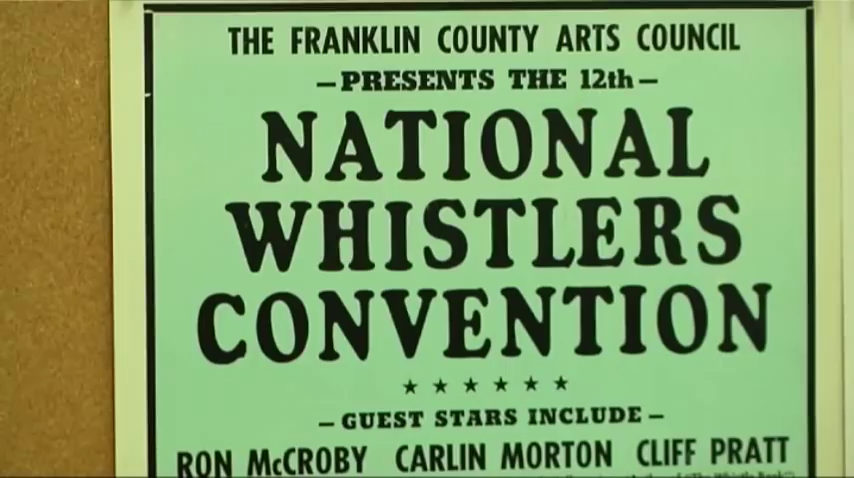 THE FRANKLIN COUNTY ARTS COUNCIL
–PRESENTS THE 12th–
NATIONAL
WHISTLERS
CONVENTION
★ ★ ★ ★ ★ ★
–GUEST STARS INCLUDE–
RON McCROBY CARLIN MORTON CLIFF PRATT